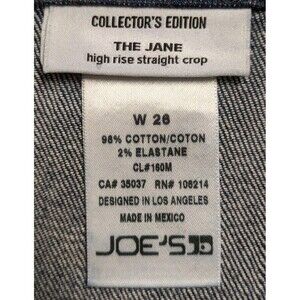 COLLECTOR'S EDITION
THE JANE
high rise straight crop
W 26
98% COTTON/COTON
2% ELASTANE
CL#160M
CA# 35037 RN# 106214
DESIGNED IN LOS ANGELES
MADE IN MEXICO
JOE'S